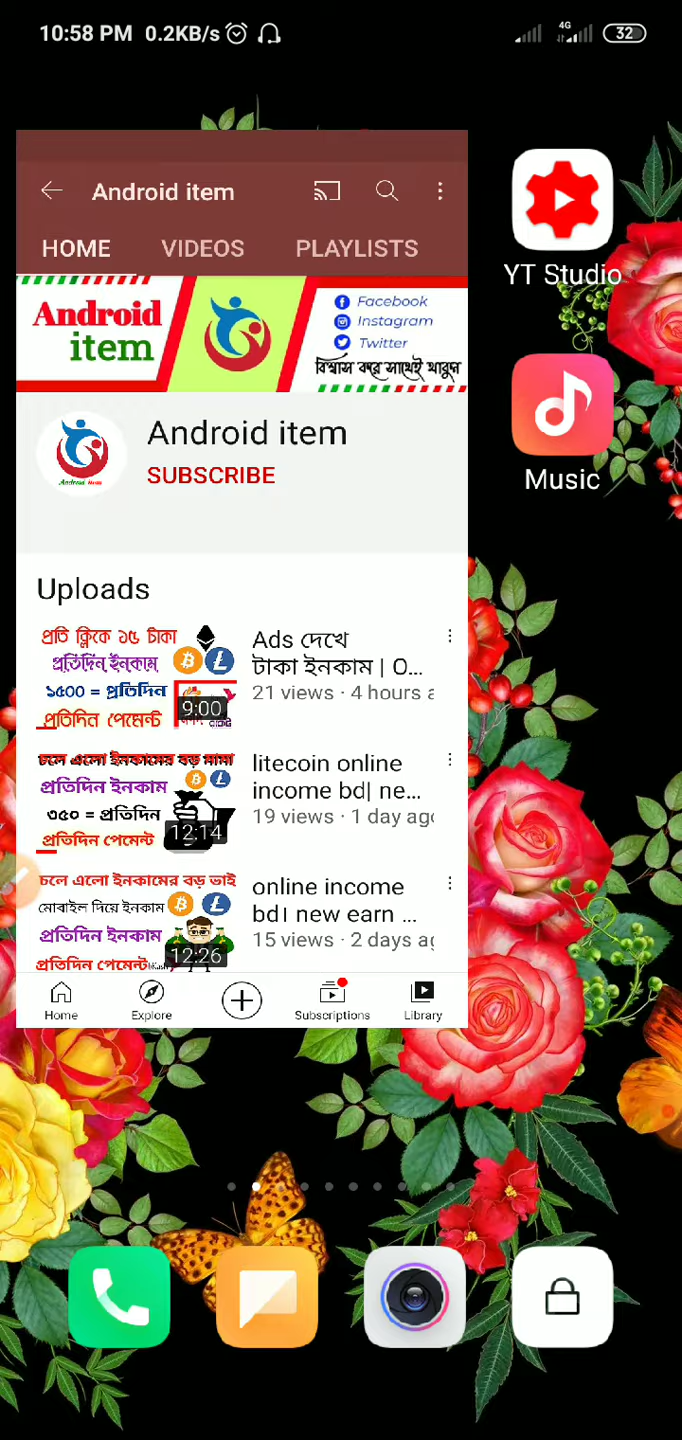 10:58 PM 0.2KB/s
4G
32
Android item
HOME VIDEOS PLAYLISTS
Android
item
Facebook
Instagram
Twitter
বিশ্বাস করে সাথেই থাকুন
Android item
SUBSCRIBE
Uploads
প্রতি ক্লিকে ১৫ টাকা
প্রতিদিন ইনকাম
১৫০০ = প্রতিদিন
প্রতিদিন পেমেন্ট
9:00
Ads দেখে
টাকা ইনকাম | O...
21 views · 4 hours a
চলে এলো ইনকামের বড় মামা
প্রতিদিন ইনকাম
৩৫০ = প্রতিদিন
প্রতিদিন পেমেন্ট
12:14
litecoin online
income bd| ne...
19 views · 1 day ago
চলে এলো ইনকামের বড় ভাই
মোবাইল দিয়ে ইনকাম
প্রতিদিন ইনকাম
প্রতিদিন পেমেন্ট
12:26
online income
bd। new earn ...
15 views · 2 days ag
Home
Explore
Subscriptions
Library
YT Studio
Music